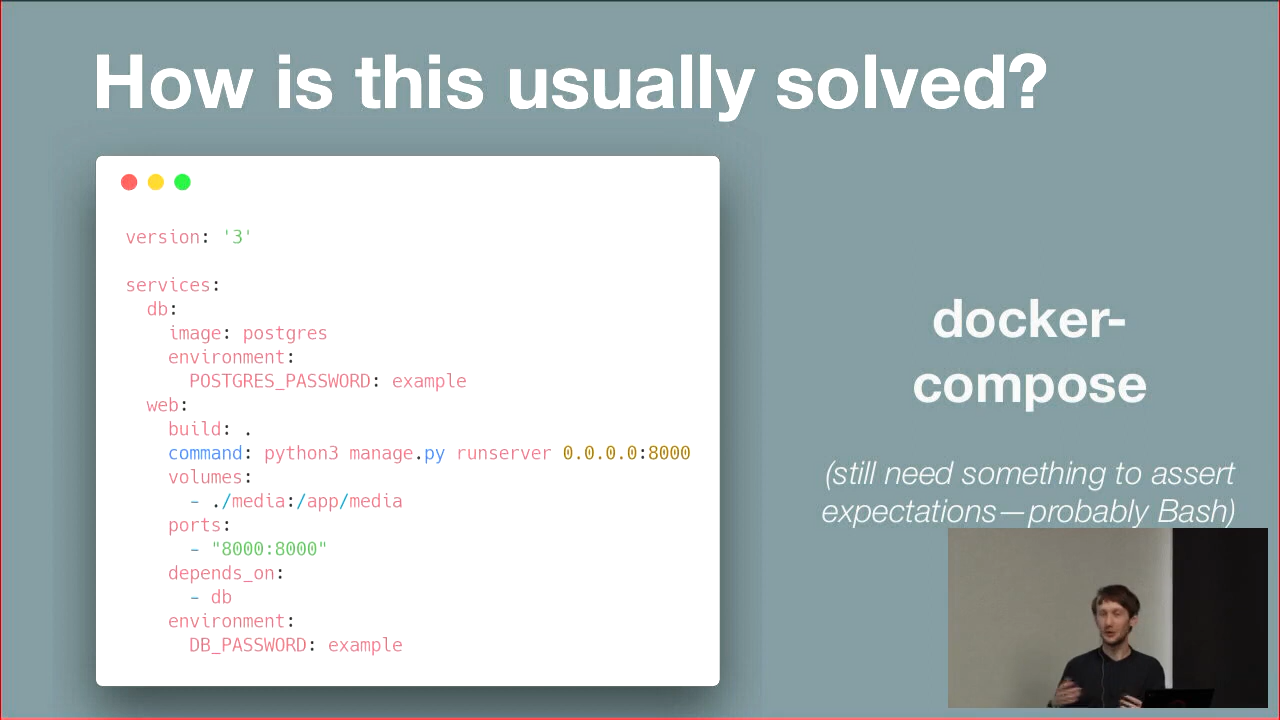 How is this usually solved?
version: '3'
services:
  db:
    image: postgres
    environment:
      POSTGRES_PASSWORD: example
  web:
    build: .
    command: python3 manage.py runserver 0.0.0.0:8000
    volumes:
      - ./media:/app/media
    ports:
      - "8000:8000"
    depends_on:
      - db
    environment:
      DB_PASSWORD: example
docker-
compose
(still need something to assert
expectations—probably Bash)